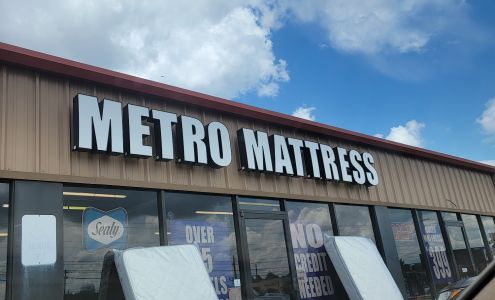 METRO MATTRESS
Sealy
OVER
NO
CREDIT
NEEDED